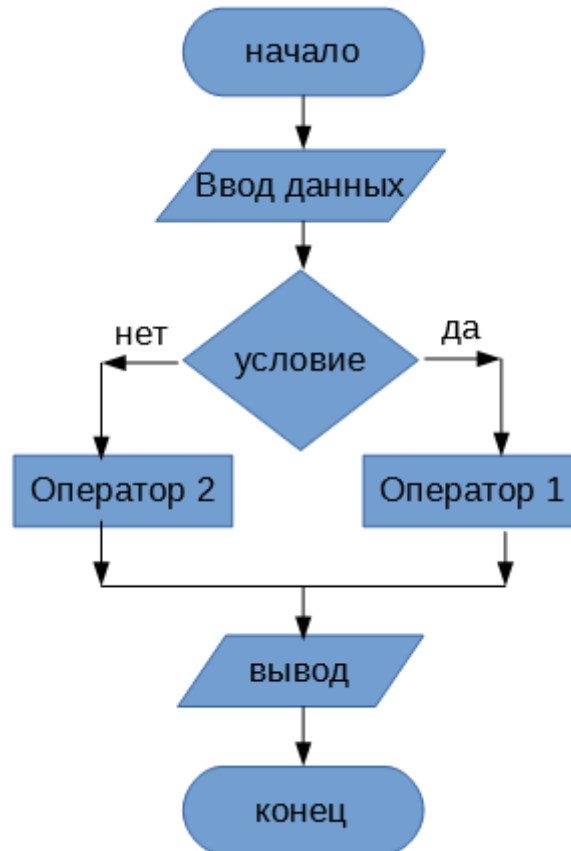 начало
Ввод данных
нет
да
условие
Оператор 2
Оператор 1
вывод
конец